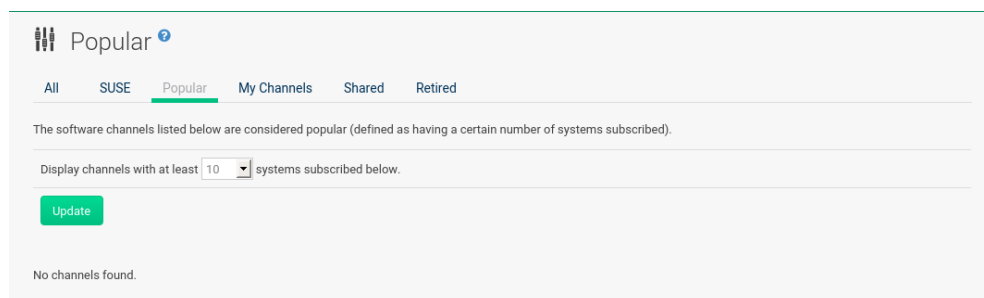 Popular ?
All SUSE Popular My Channels Shared Retired
The software channels listed below are considered popular (defined as having a certain number of systems subscribed).
Display channels with at least 10 systems subscribed below.
Update
No channels found.